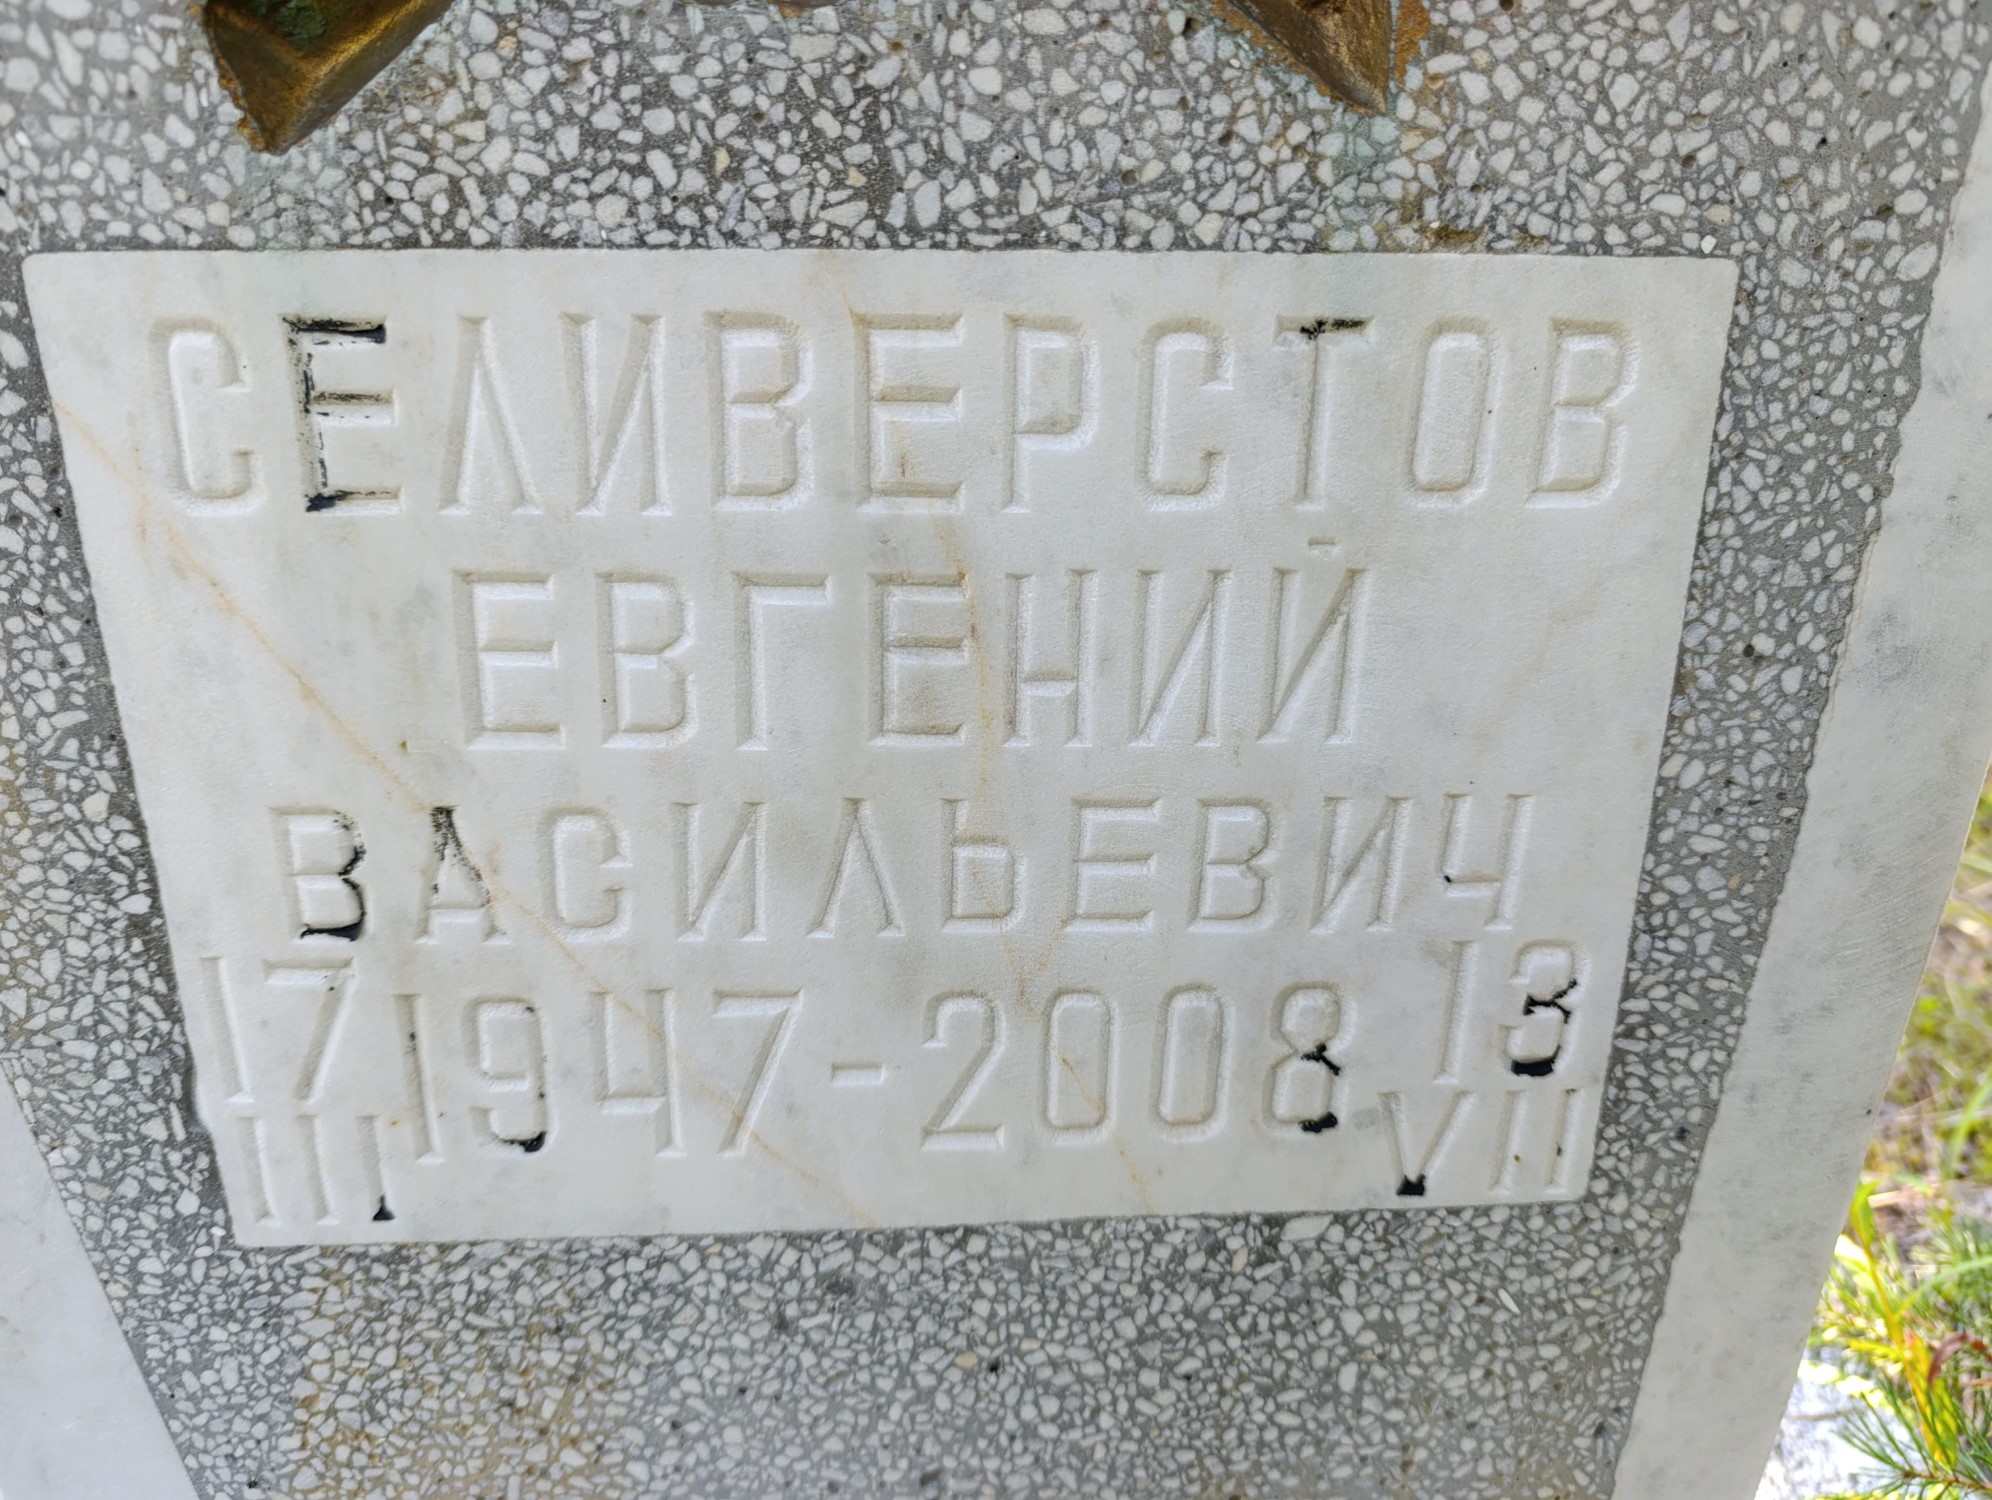 СЕЛИВЕРСТОВ
ЕВГЕНИЙ
ВАСИЛЬЕВИЧ
17 III 1947-2008 13 VII